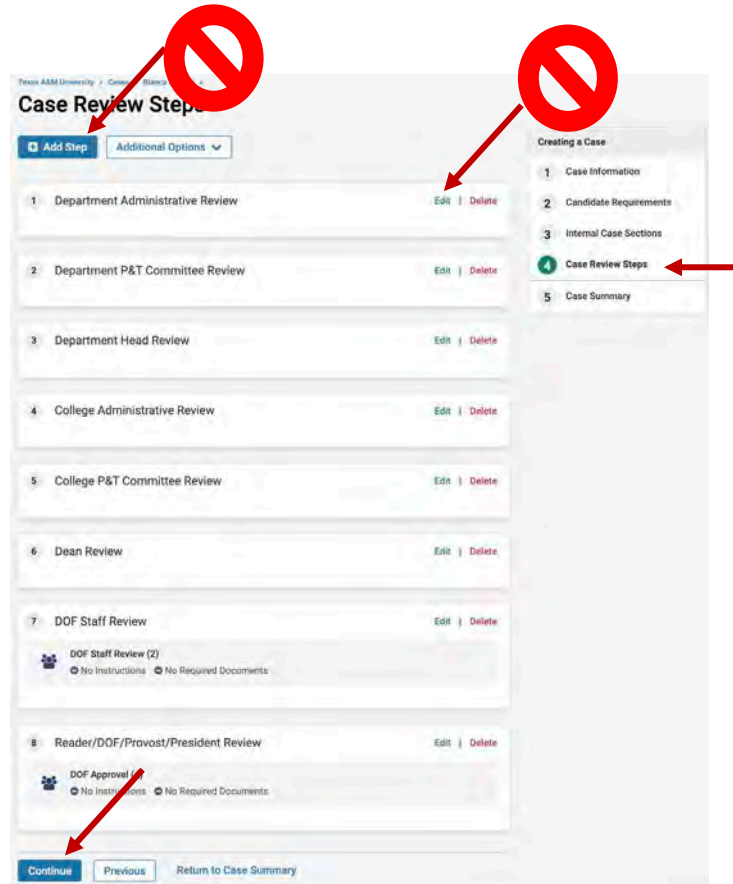 Texas A&M University > Cases > Bianca >
Case Review Steps
Add Step Additional Options
Creating a Case
1 Case Information
2 Candidate Requirements
3 Internal Case Sections
4 Case Review Steps
5 Case Summary
1 Department Administrative Review Edit | Delete
2 Department P&T Committee Review Edit | Delete
3 Department Head Review Edit | Delete
4 College Administrative Review Edit | Delete
5 College P&T Committee Review Edit | Delete
6 Dean Review Edit | Delete
7 DOF Staff Review Edit | Delete
DOF Staff Review (2)
No Instructions No Required Documents
8 Reader/DOF/Provost/President Review Edit | Delete
DOF Approval
No Instructions No Required Documents
Continue Previous Return to Case Summary